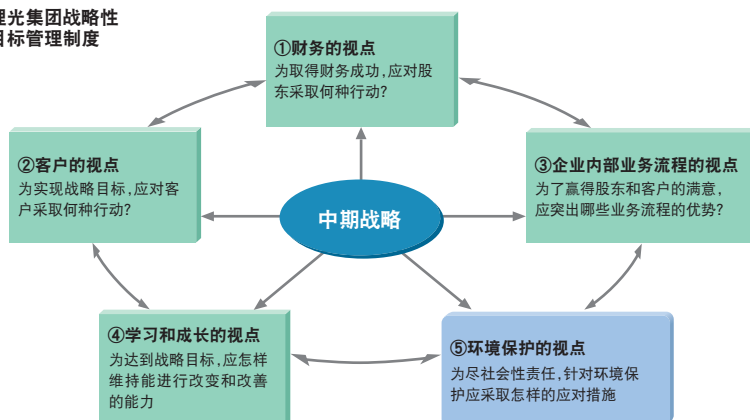 理光集团战略性
目标管理制度
①财务的视点
为取得财务成功,应对股
东采取何种行动?
②客户的视点
为实现战略目标,应对客
户采取何种行动?
③企业内部业务流程的视点
为了赢得股东和客户的满意,
应突出哪些业务流程的优势?
中期战略
④学习和成长的视点
为达到战略目标,应怎样
维持能进行改变和改善
的能力
⑤环境保护的视点
为尽社会性责任,针对环境保
护应采取怎样的应对措施